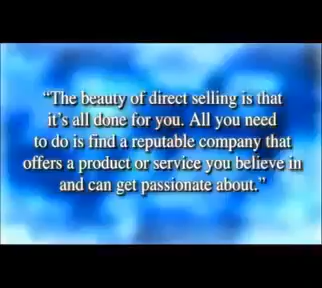 “The beauty of direct selling is that
it’s all done for you. All you need
to do is find a reputable company that
offers a product or service you believe in
and can get passionate about.”